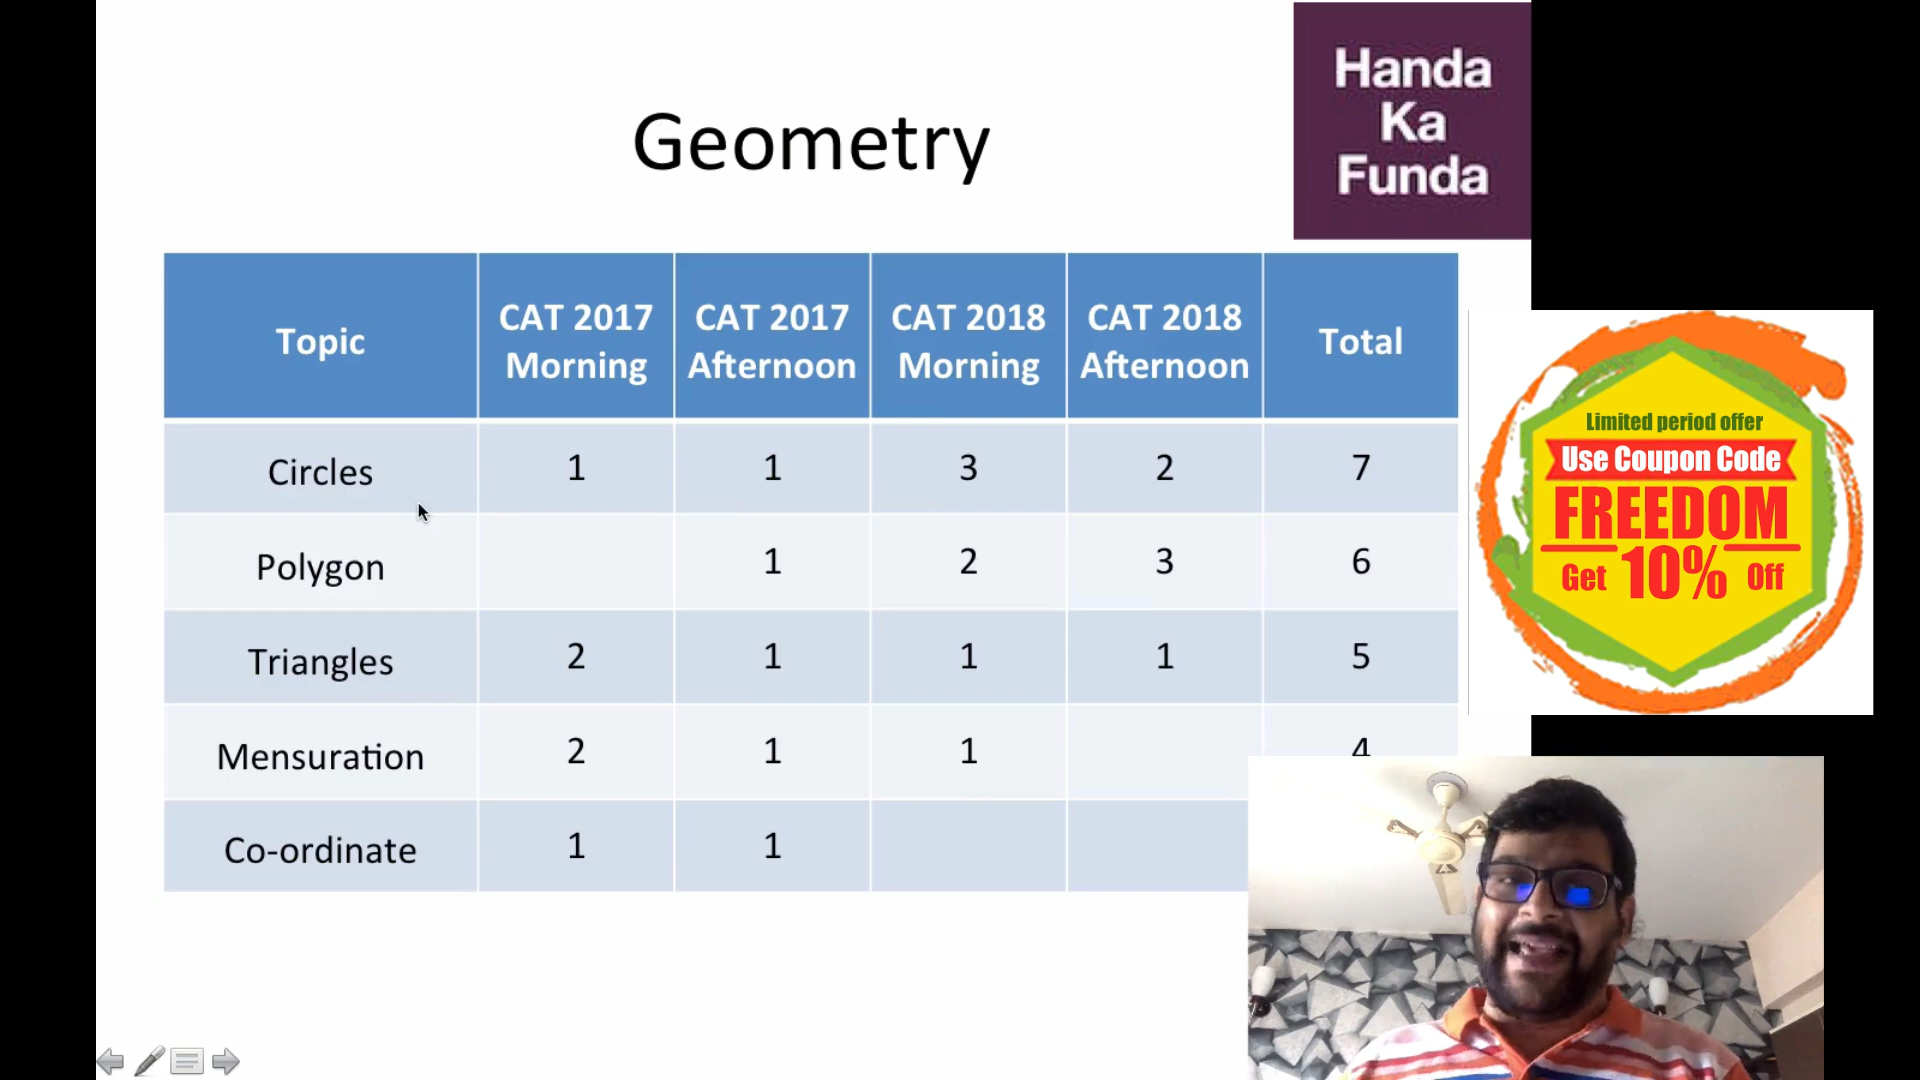 Geometry
Handa
Ka
Funda
Topic
CAT 2017
Morning
CAT 2017
Afternoon
CAT 2018
Morning
CAT 2018
Afternoon
Total
Circles 1 1 3 2 7
Polygon 1 2 3 6
Triangles 2 1 1 1 5
Mensuration 2 1 1 4
Co-ordinate 1 1
Limited period offer
Use Coupon Code
FREEDOM
Get 10% Off